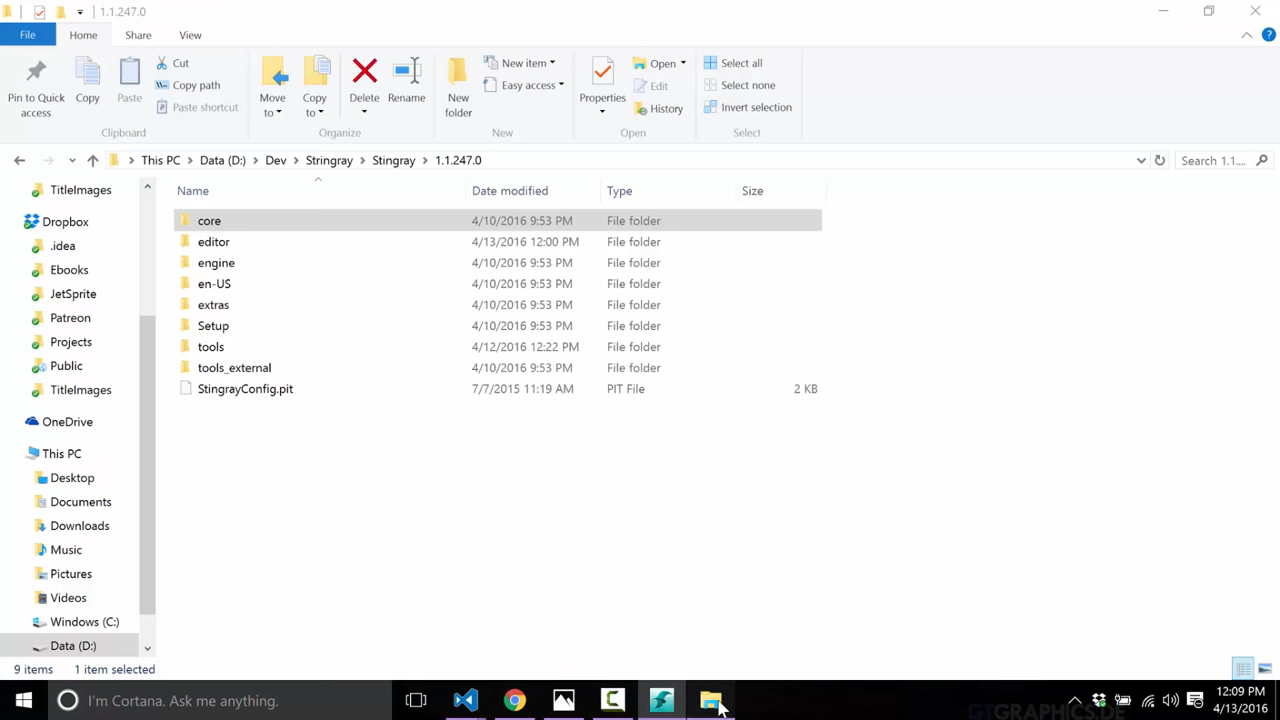 1.1.247.0
File Home Share View
Pin to Quick access
Copy
Paste
Cut
Copy path
Paste shortcut
Clipboard
Move to
Copy to
Delete
Rename
Organize
New folder
New item
Easy access
New
Properties
Open
Edit
History
Open
Select all
Select none
Invert selection
Select
This PC Data (D:) Dev Stringray Stingray 1.1.247.0
Search 1.1....
TitleImages
Dropbox
.idea
Ebooks
JetSprite
Patreon
Projects
Public
TitleImages
OneDrive
This PC
Desktop
Documents
Downloads
Music
Pictures
Videos
Windows (C:)
Data (D:)
Name Date modified Type Size
core 4/10/2016 9:53 PM File folder
editor 4/13/2016 12:00 PM File folder
engine 4/10/2016 9:53 PM File folder
en-US 4/10/2016 9:53 PM File folder
extras 4/10/2016 9:53 PM File folder
Setup 4/10/2016 9:53 PM File folder
tools 4/12/2016 12:22 PM File folder
tools_external 4/10/2016 9:53 PM File folder
StingrayConfig.pit 7/7/2015 11:19 AM PIT File 2 KB
9 items 1 item selected
I'm Cortana. Ask me anything.
12:09 PM
4/13/2016
GTGRAPHICS.DE